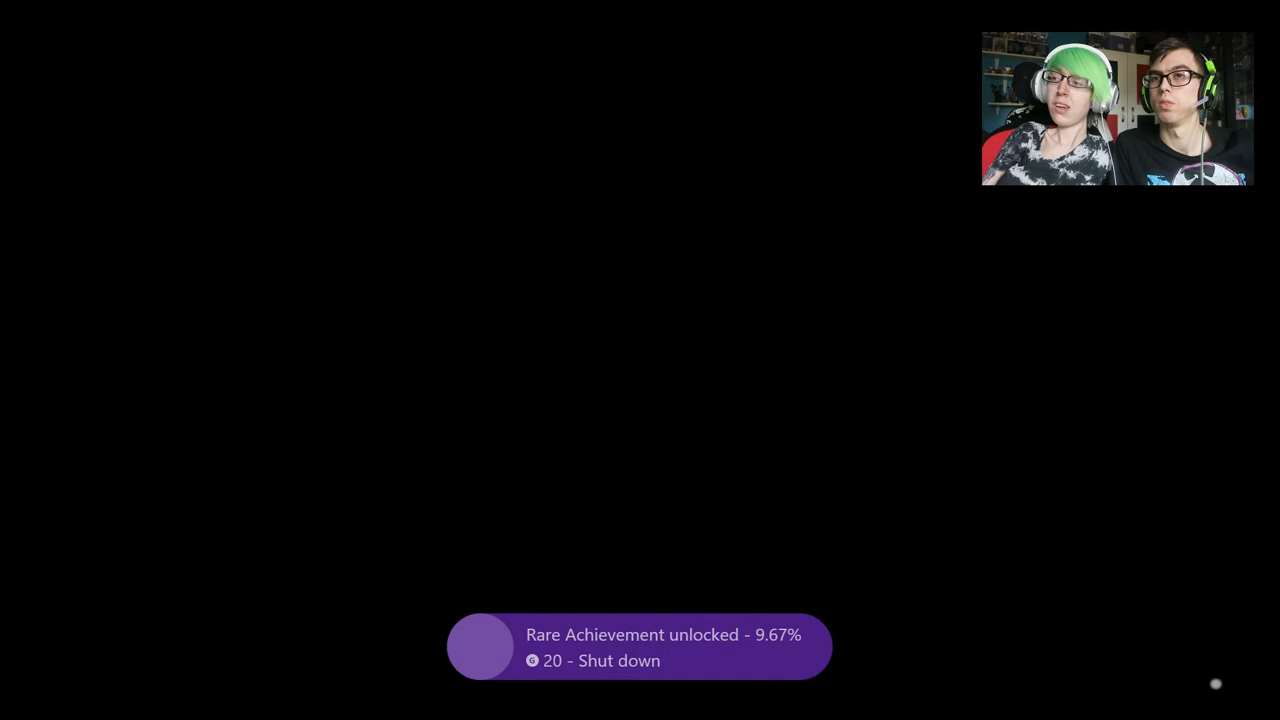 Rare Achievement unlocked - 9.67%
G 20 - Shut down